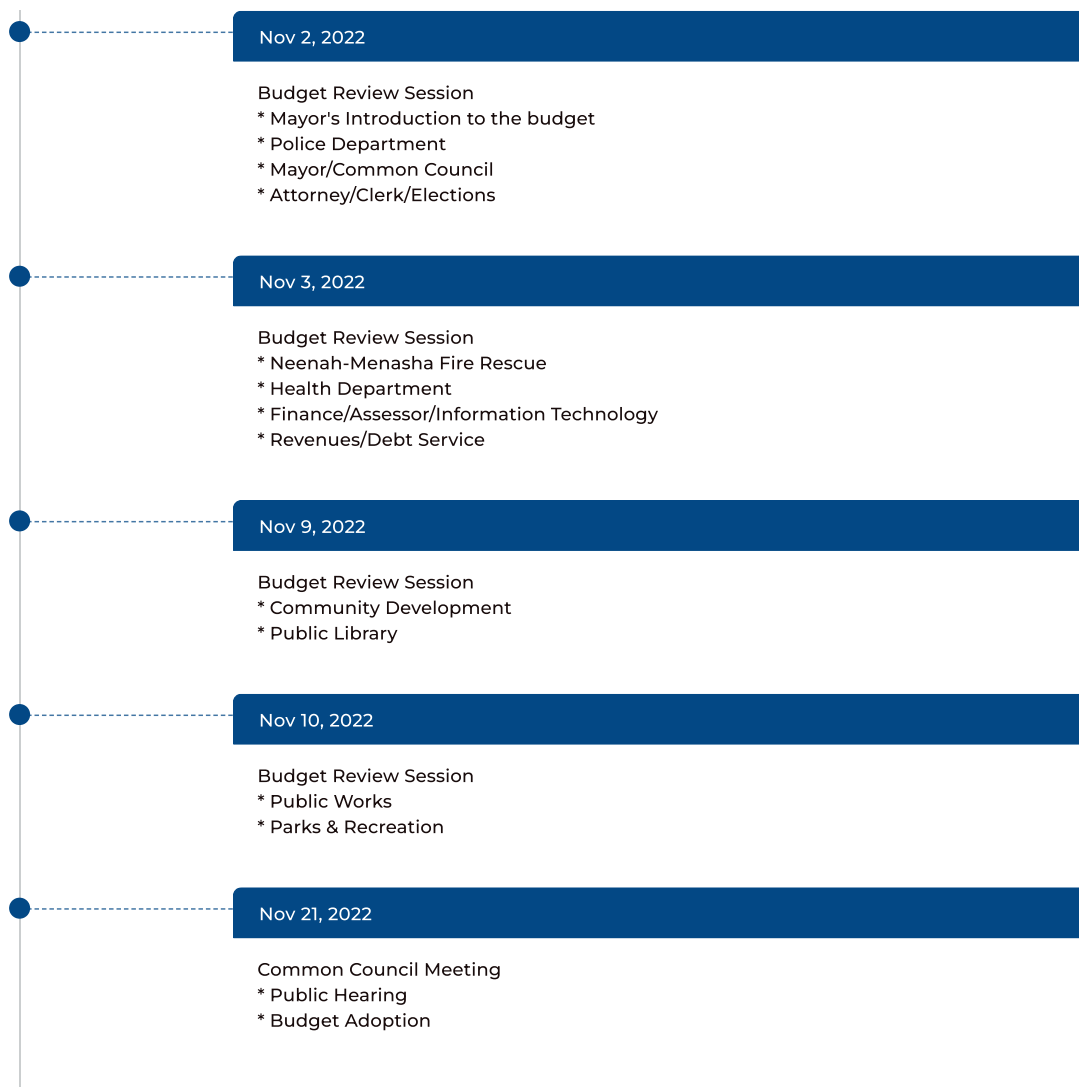 Nov 2, 2022
Budget Review Session
* Mayor's Introduction to the budget
* Police Department
* Mayor/Common Council
* Attorney/Clerk/Elections
Nov 3, 2022
Budget Review Session
* Neenah-Menasha Fire Rescue
* Health Department
* Finance/Assessor/Information Technology
* Revenues/Debt Service
Nov 9, 2022
Budget Review Session
* Community Development
* Public Library
Nov 10, 2022
Budget Review Session
* Public Works
* Parks & Recreation
Nov 21, 2022
Common Council Meeting
* Public Hearing
* Budget Adoption